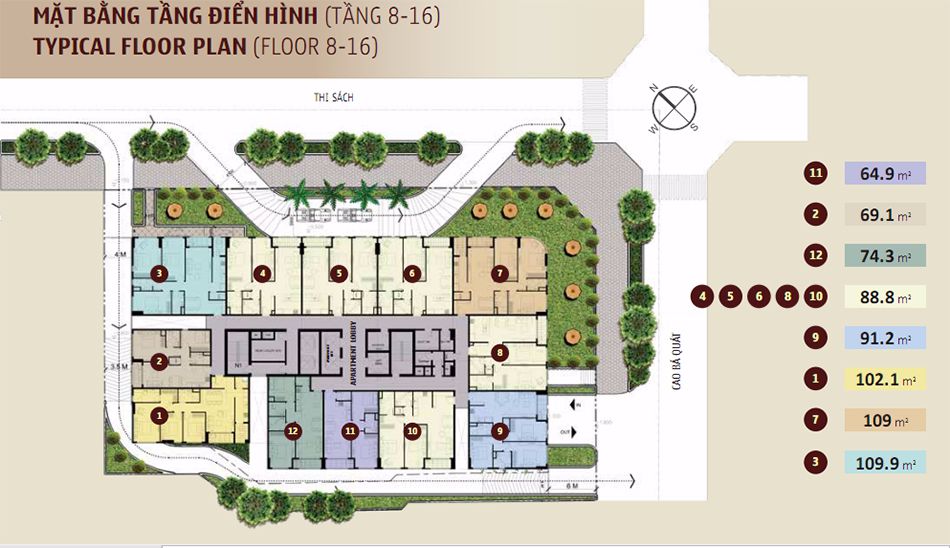 MẶT BẰNG TẦNG ĐIỂN HÌNH (TẦNG 8-16)
TYPICAL FLOOR PLAN (FLOOR 8-16)
THI SÁCH
N E
W S
11 64.9 m²
2 69.1 m²
12 74.3 m²
4 5 6 8 10 88.8 m²
9 91.2 m²
1 102.1 m²
7 109 m²
3 109.9 m²
CAO BÁ QUÁT
4 M
3 4 5 6 7
3.5 M
2
N1
APARTMENT LOBBY
8
1
12 11 10 9
IN
OUT
6 M